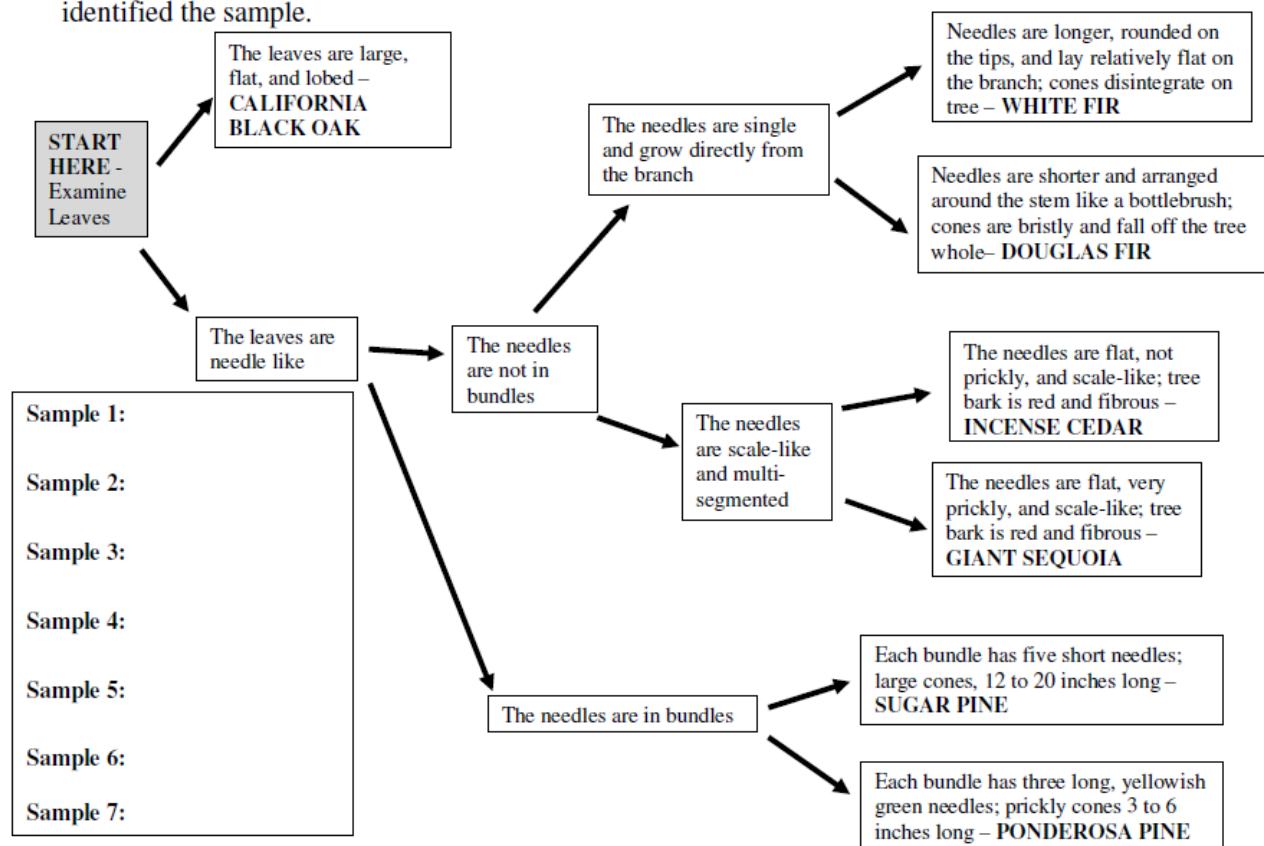 identified the sample.
The leaves are large,
flat, and lobed –
CALIFORNIA
BLACK OAK
START
HERE -
Examine
Leaves
The leaves are
needle like
The needles
are not in
bundles
The needles are single
and grow directly from
the branch
Needles are longer, rounded on
the tips, and lay relatively flat on
the branch; cones disintegrate on
tree – WHITE FIR
Needles are shorter and arranged
around the stem like a bottlebrush;
cones are bristly and fall off the tree
whole– DOUGLAS FIR
The needles
are scale-like
and multi-
segmented
The needles are flat, not
prickly, and scale-like; tree
bark is red and fibrous –
INCENSE CEDAR
The needles are flat, very
prickly, and scale-like; tree
bark is red and fibrous –
GIANT SEQUOIA
The needles are in bundles
Each bundle has five short needles;
large cones, 12 to 20 inches long –
SUGAR PINE
Each bundle has three long, yellowish
green needles; prickly cones 3 to 6
inches long – PONDEROSA PINE
Sample 1:
Sample 2:
Sample 3:
Sample 4:
Sample 5:
Sample 6:
Sample 7: